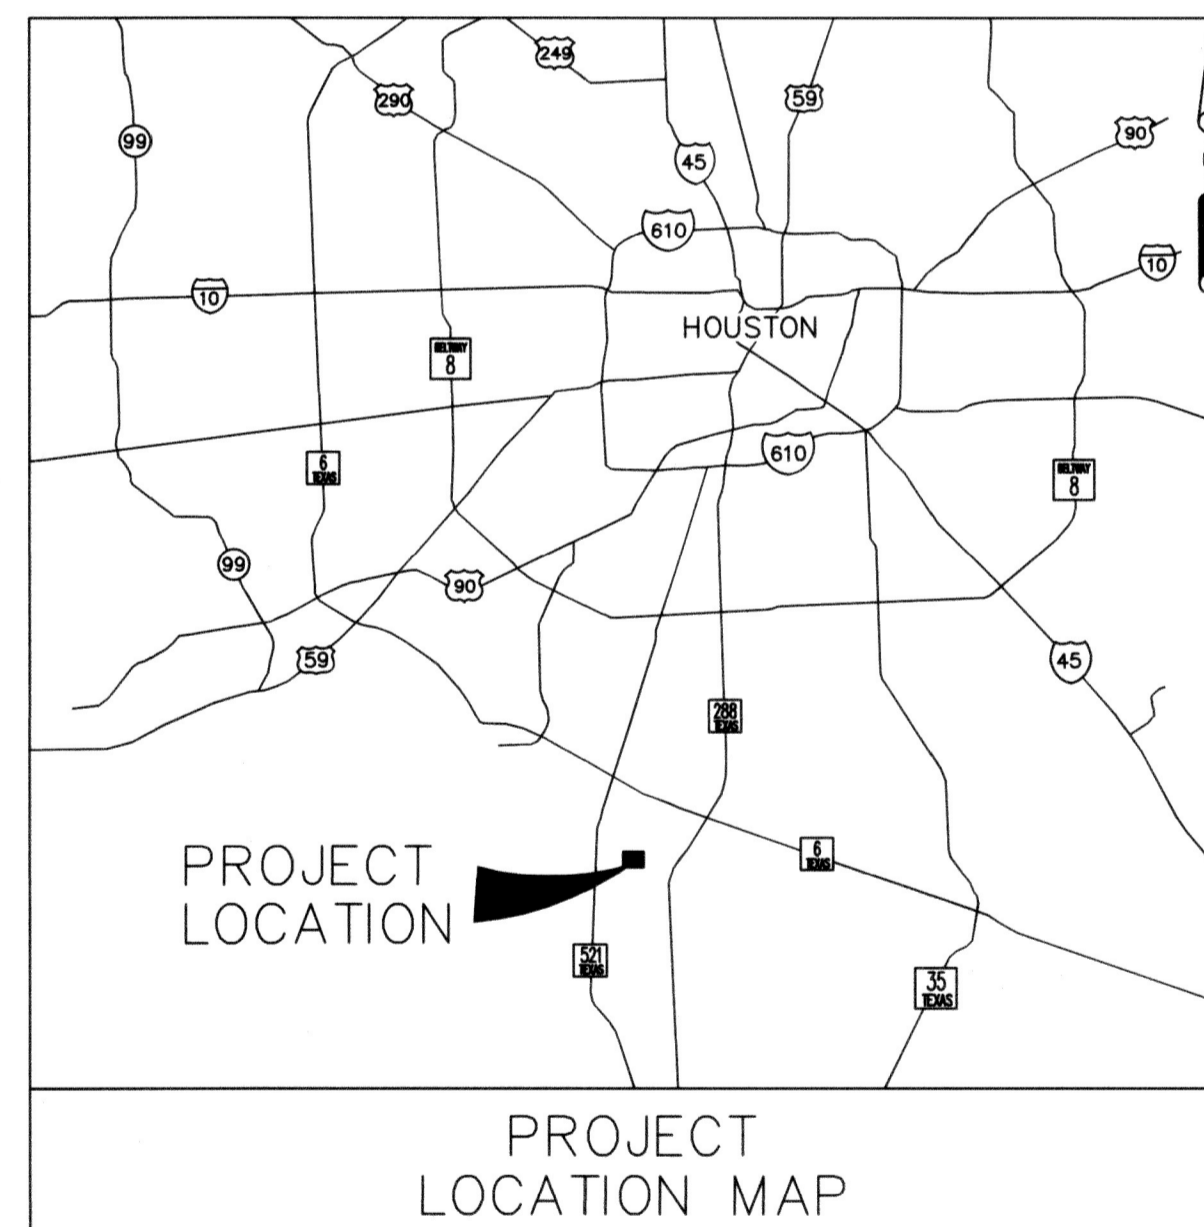 249
290
59
99
90
45
610
10
10
HOUSTON
BELTWAY
8
610
6
TEXAS
BELTWAY
8
99
90
59
45
288
TEXAS
PROJECT
LOCATION
6
TEXAS
521
TEXAS
35
TEXAS
PROJECT
LOCATION MAP